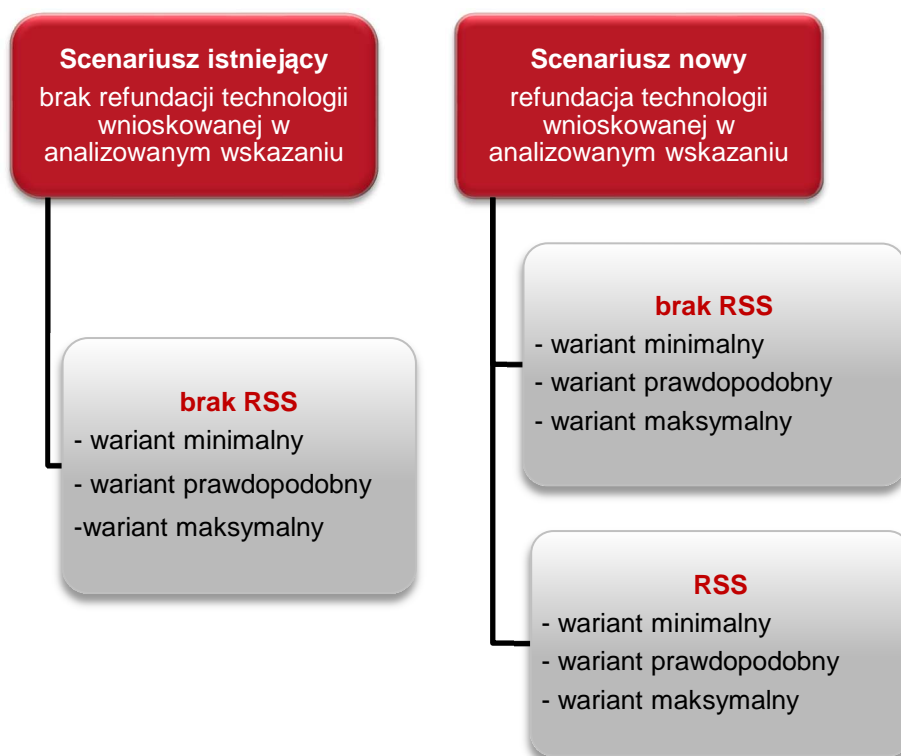 Scenariusz istniejący
brak refundacji technologii
wnioskowanej w
analizowanym wskazaniu
brak RSS
- wariant minimalny
- wariant prawdopodobny
-wariant maksymalny
Scenariusz nowy
refundacja technologii
wnioskowanej w
analizowanym wskazaniu
brak RSS
- wariant minimalny
- wariant prawdopodobny
- wariant maksymalny
RSS
- wariant minimalny
- wariant prawdopodobny
- wariant maksymalny